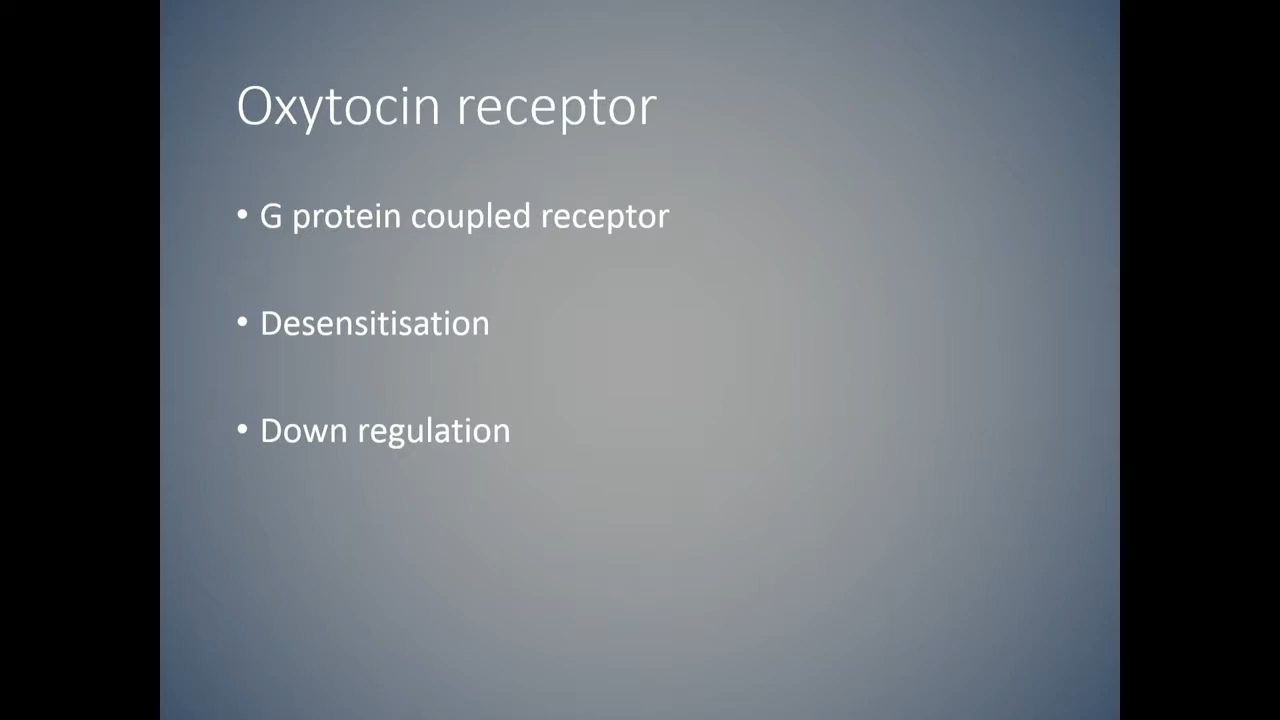 Oxytocin receptor
• G protein coupled receptor
• Desensitisation
• Down regulation